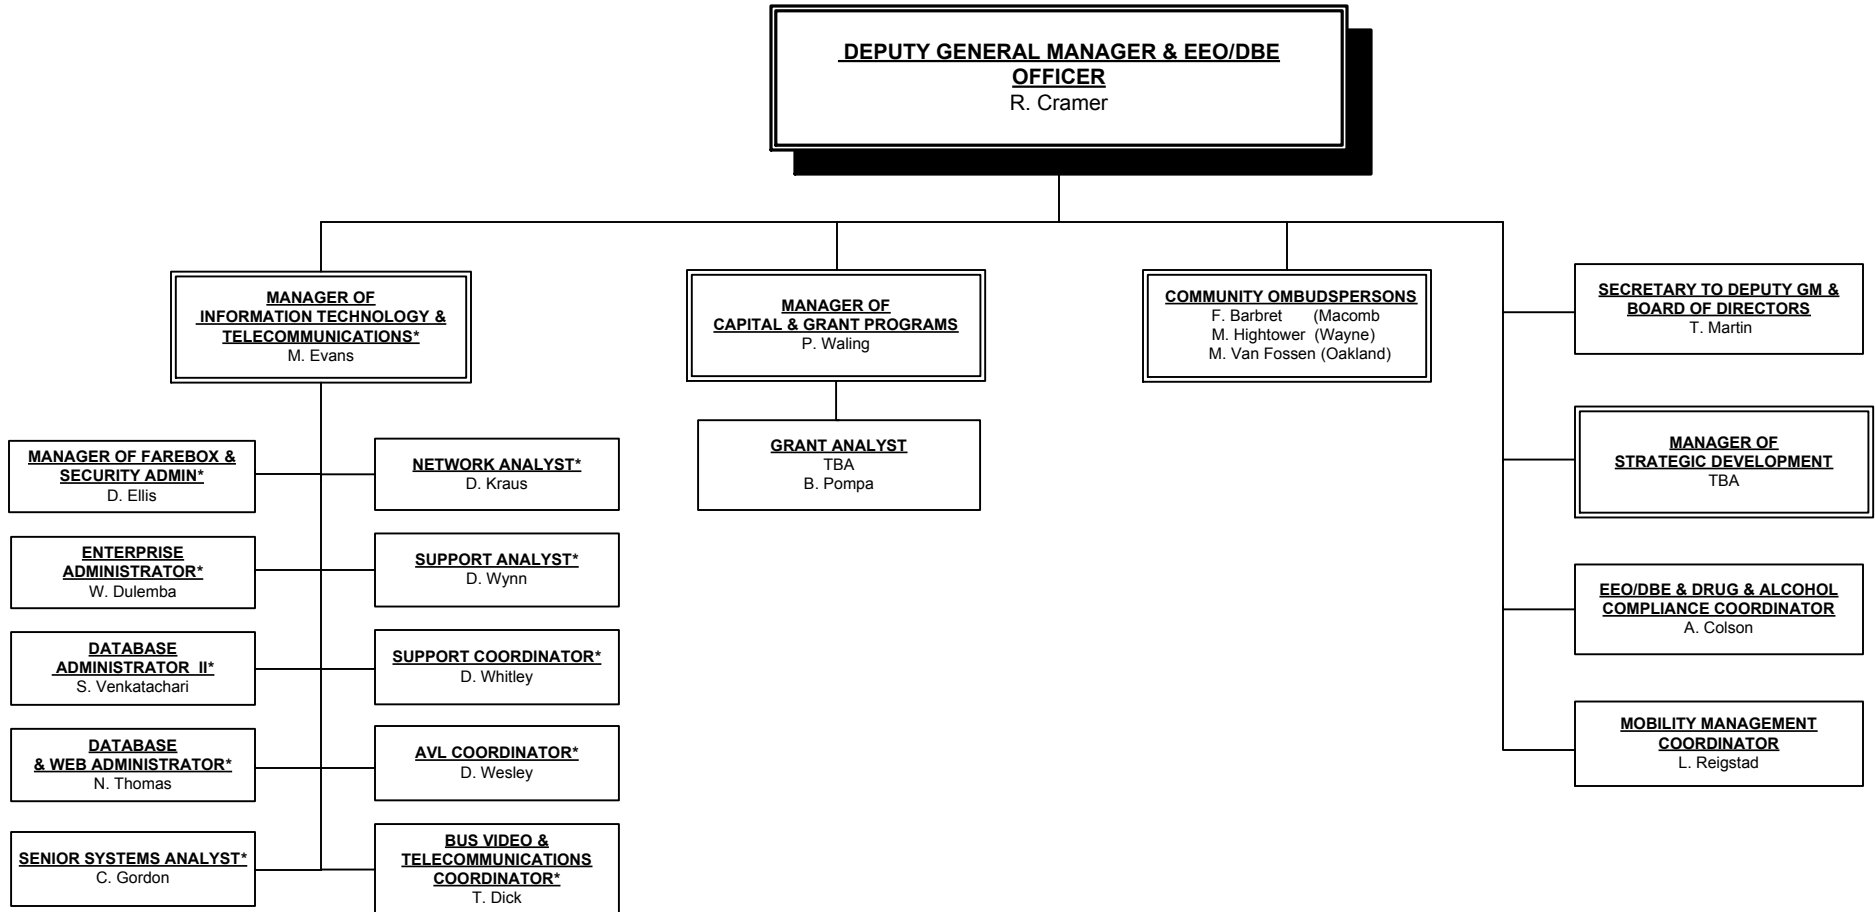 DEPUTY GENERAL MANAGER & EEO/DBE
OFFICER
R. Cramer
MANAGER OF
INFORMATION TECHNOLOGY &
TELECOMMUNICATIONS*
M. Evans
MANAGER OF
CAPITAL & GRANT PROGRAMS
P. Waling
COMMUNITY OMBUDSPERSONS
F. Barbret (Macomb
M. Hightower (Wayne)
M. Van Fossen (Oakland)
SECRETARY TO DEPUTY GM &
BOARD OF DIRECTORS
T. Martin
MANAGER OF
STRATEGIC DEVELOPMENT
TBA
EEO/DBE & DRUG & ALCOHOL
COMPLIANCE COORDINATOR
A. Colson
MOBILITY MANAGEMENT
COORDINATOR
L. Reigstad
GRANT ANALYST
TBA
B. Pompa
MANAGER OF FAREBOX &
SECURITY ADMIN*
D. Ellis
NETWORK ANALYST*
D. Kraus
ENTERPRISE
ADMINISTRATOR*
W. Dulemba
SUPPORT ANALYST*
D. Wynn
DATABASE
ADMINISTRATOR II*
S. Venkatachari
SUPPORT COORDINATOR*
D. Whitley
DATABASE
& WEB ADMINISTRATOR*
N. Thomas
AVL COORDINATOR*
D. Wesley
SENIOR SYSTEMS ANALYST*
C. Gordon
BUS VIDEO &
TELECOMMUNICATIONS
COORDINATOR*
T. Dick